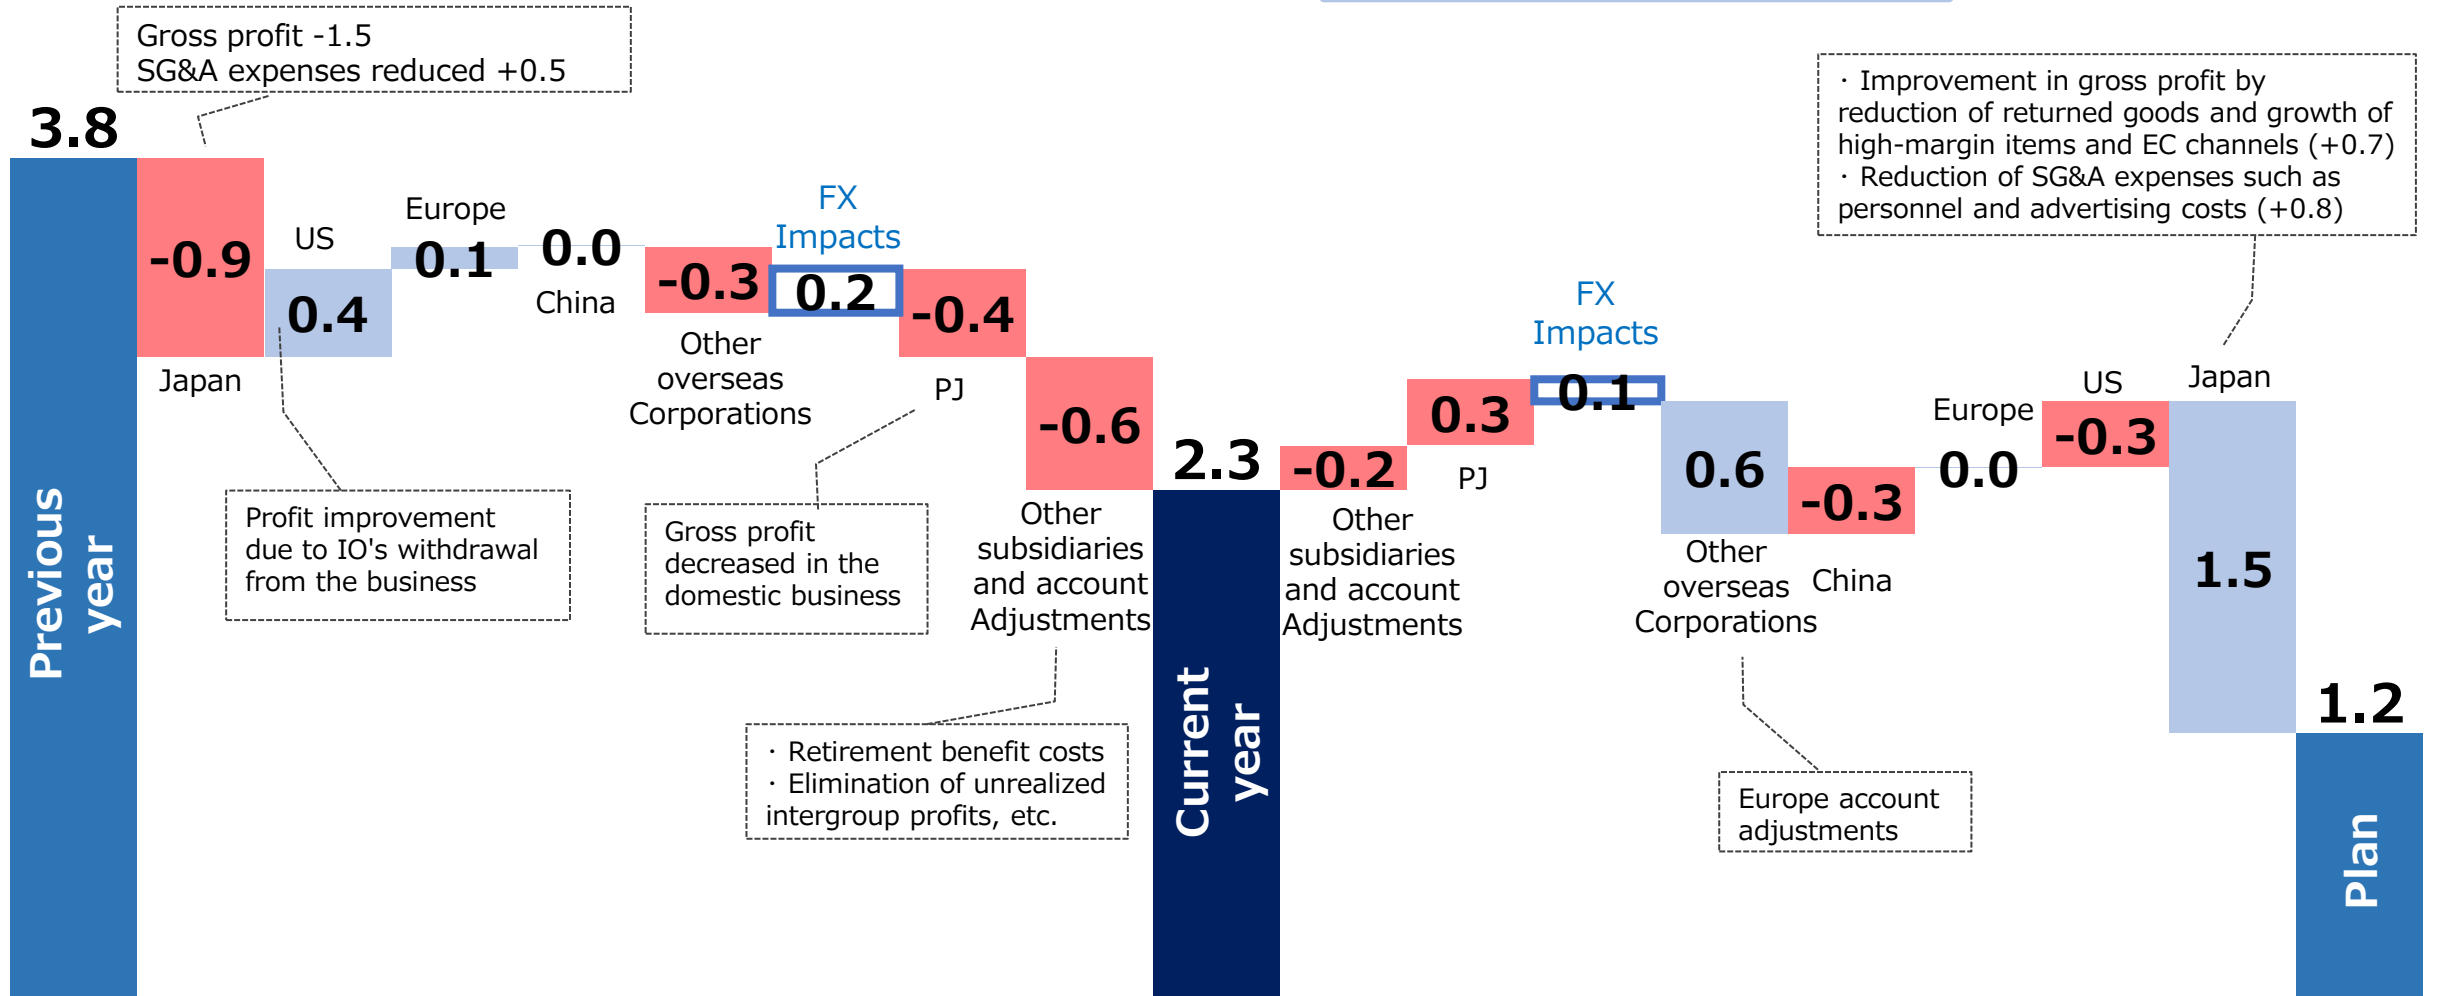 Gross profit -1.5
SG&A expenses reduced +0.5
3.8
Previous
year
-0.9
Japan
US
0.4
Profit improvement
due to IO's withdrawal
from the business
Europe
0.1
0.0
China
-0.3
Other
overseas
Corporations
FX
Impacts
0.2
-0.4
PJ
Gross profit
decreased in the
domestic business
-0.6
Other
subsidiaries
and account
Adjustments
・Retirement benefit costs
・Elimination of unrealized
intergroup profits, etc.
2.3
Current
year
-0.2
Other
subsidiaries
and account
Adjustments
0.3
PJ
FX
Impacts
0.1
0.6
Other
overseas
Corporations
Europe account
adjustments
-0.3
China
Europe
0.0
US
-0.3
・Improvement in gross profit by
reduction of returned goods and growth of
high-margin items and EC channels (+0.7)
・Reduction of SG&A expenses such as
personnel and advertising costs (+0.8)
Japan
1.5
1.2
Plan